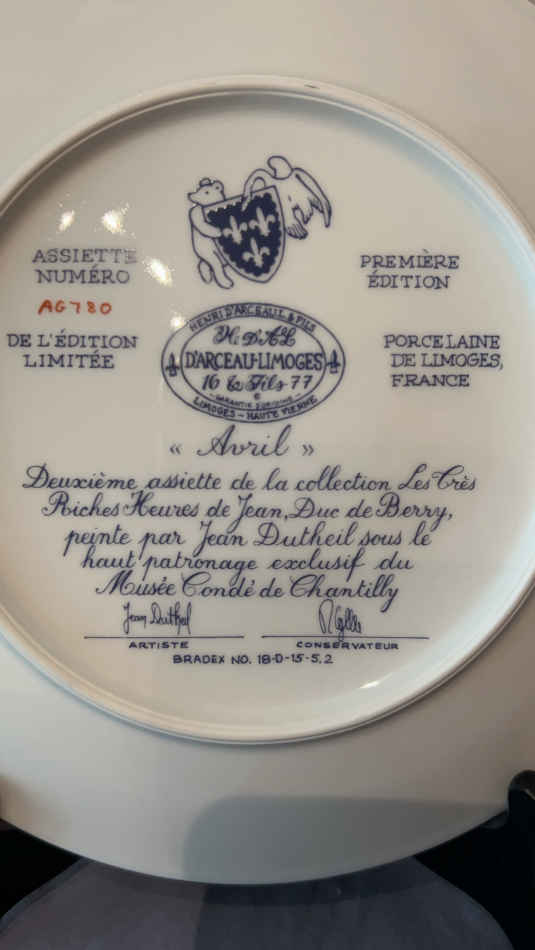 ASSIETTE
NUMÉRO
AG780
DE L'ÉDITION
LIMITÉE
PREMIÈRE
ÉDITION
PORCELAINE
DE LIMOGES,
FRANCE
HENRI D'ARCEAU L. & FILS
H. D'A.L
D'ARCEAU-LIMOGES
16 & Fils 77
GARANTIE D'ORIGINE
©
LIMOGES - HAUTE VIENNE
« Avril »
Deuxième assiette de la collection Les Très
Riches Heures de Jean, Duc de Berry,
peinte par Jean Dutheil sous le
haut patronage exclusif du
Musée Condé de Chantilly
Jean Dutheil
ARTISTE
CONSERVATEUR
BRADEX NO. 18-D-15-5.2